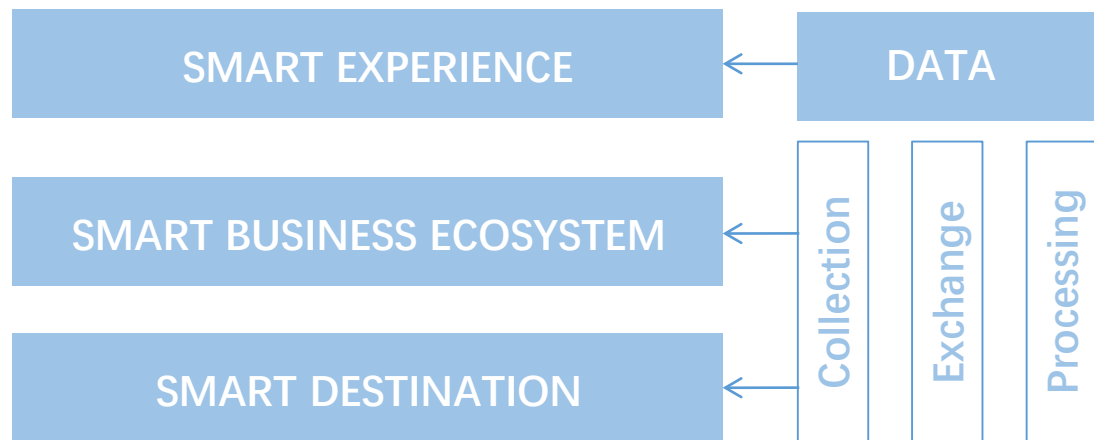 SMART EXPERIENCE
DATA
SMART BUSINESS ECOSYSTEM
SMART DESTINATION
Collection
Exchange
Processing